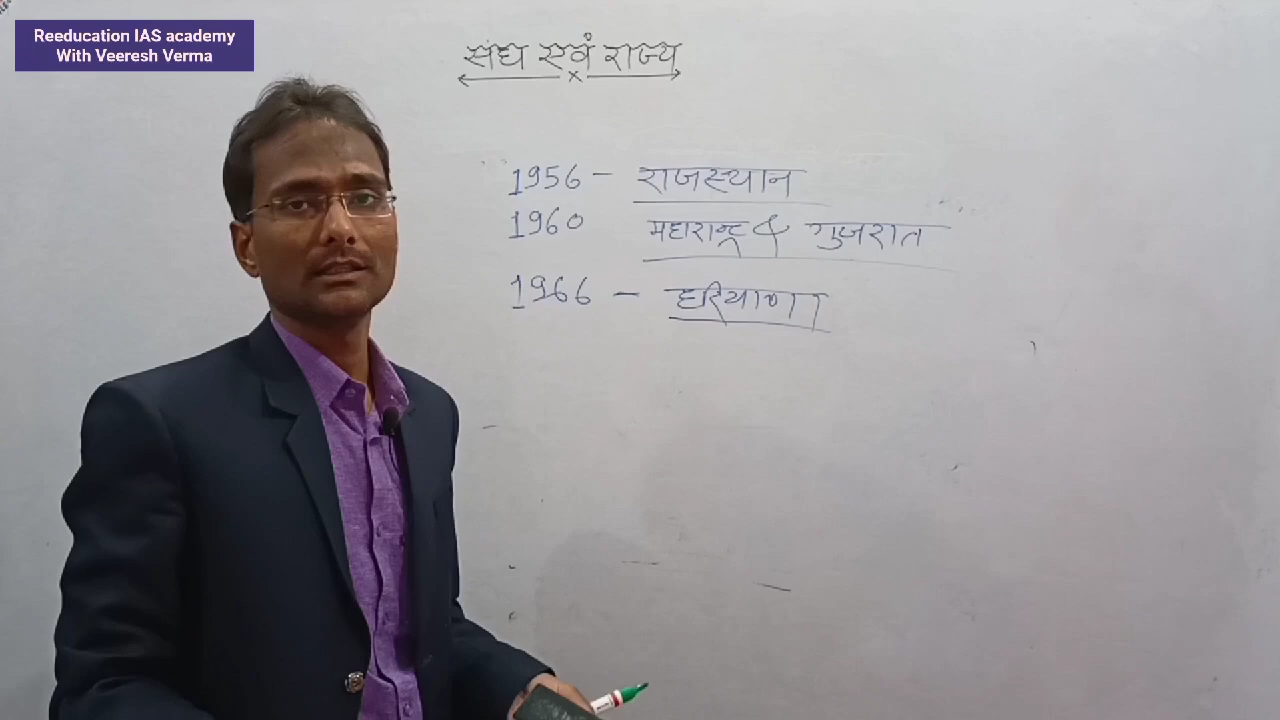 Reeducation IAS academy
With Veeresh Verma
संघ एवं राज्य
1956 - राजस्थान
1960 महाराष्ट्र & गुजरात
1966 - हरियाणा